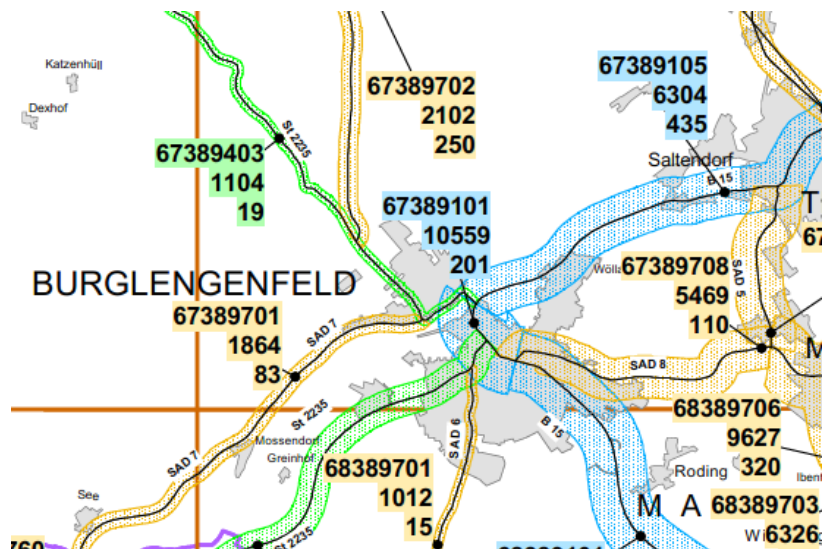 Katzenhüll
Dexhof
St 2235
67389403
1104
19
67389702
2102
250
67389105
6304
435
Saltendorf
B 15
67389101
10559
201
BURGLENGENFELD
67389701
1864
83
SAD 7
67389708
5469
110
SAD 5
SAD 8
68389706
9627
320
St 2235
Mossendorf
Greinhof
SAD 7
See
SAD 6
B 15
68389701
1012
15
Roding
M A
68389703
6326
St 2235